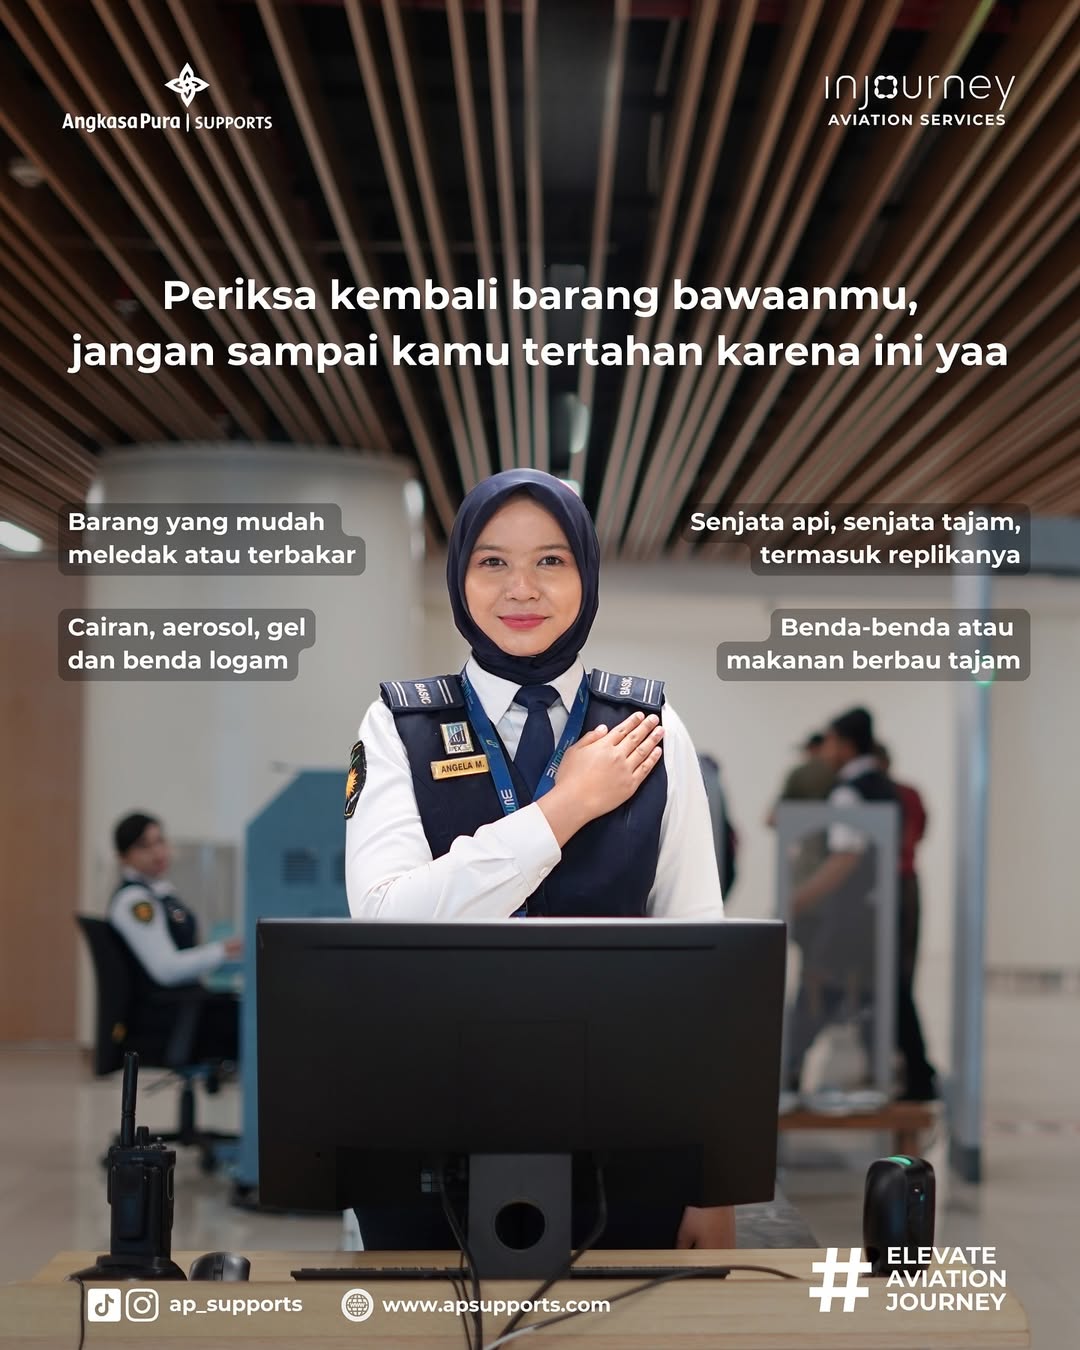 AngkasaPura | SUPPORTS
injourney
AVIATION SERVICES
Periksa kembali barang bawaanmu,
jangan sampai kamu tertahan karena ini yaa
Barang yang mudah
meledak atau terbakar
Cairan, aerosol, gel
dan benda logam
Senjata api, senjata tajam,
termasuk replikanya
Benda-benda atau
makanan berbau tajam
BASIC
BASIC
ANGELA M.
ap_supports
www.apsupports.com
# ELEVATE
AVIATION
JOURNEY